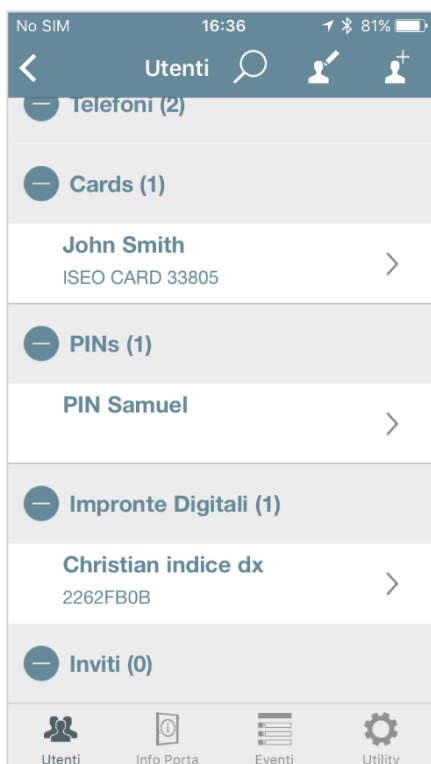 No SIM 16:36 81%
Utenti
Telefoni (2)
Cards (1)
John Smith
ISEO CARD 33805
PINs (1)
PIN Samuel
Impronte Digitali (1)
Christian indice dx
2262FB0B
Inviti (0)
Utenti Info Porta Eventi Utility